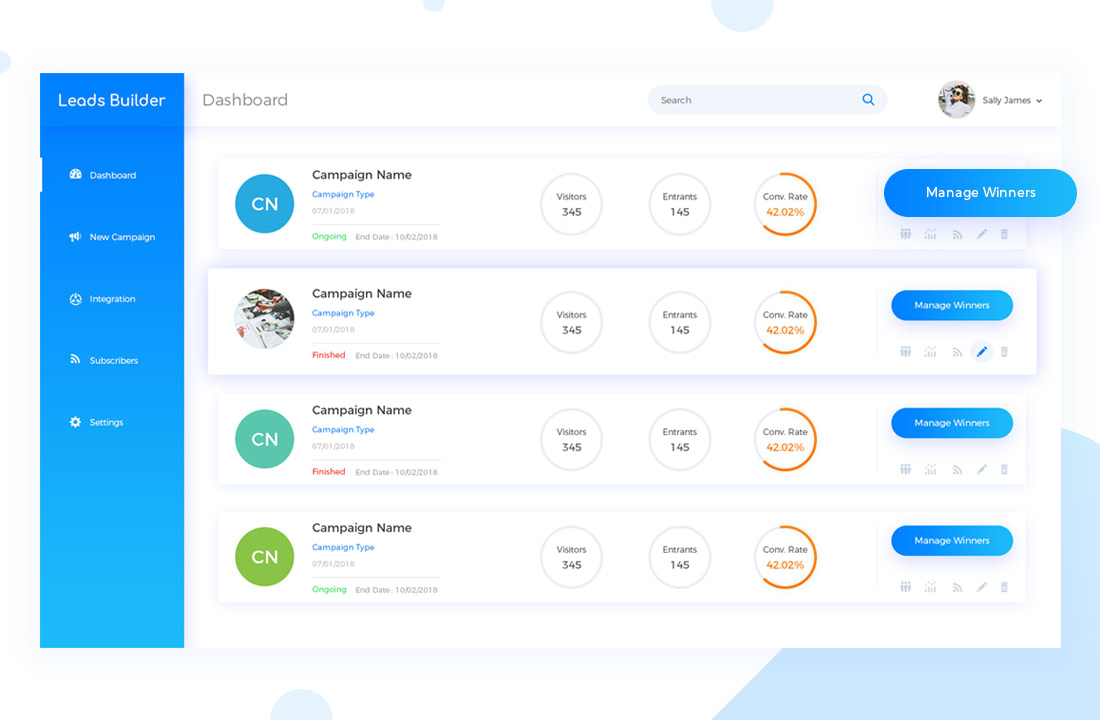 Leads Builder
Dashboard
Search
Sally James
Dashboard
New Campaign
Integration
Subscribers
Settings
CN
Campaign Name
Campaign Type
07/01/2018
Ongoing End Date : 10/02/2018
Visitors
345
Entrants
145
Conv. Rate
42.02%
Manage Winners
Campaign Name
Campaign Type
07/01/2018
Finished End Date : 10/02/2018
Visitors
345
Entrants
145
Conv. Rate
42.02%
Manage Winners
CN
Campaign Name
Campaign Type
07/01/2018
Finished End Date : 10/02/2018
Visitors
345
Entrants
145
Conv. Rate
42.02%
Manage Winners
CN
Campaign Name
Campaign Type
07/01/2018
Ongoing End Date : 10/02/2018
Visitors
345
Entrants
145
Conv. Rate
42.02%
Manage Winners